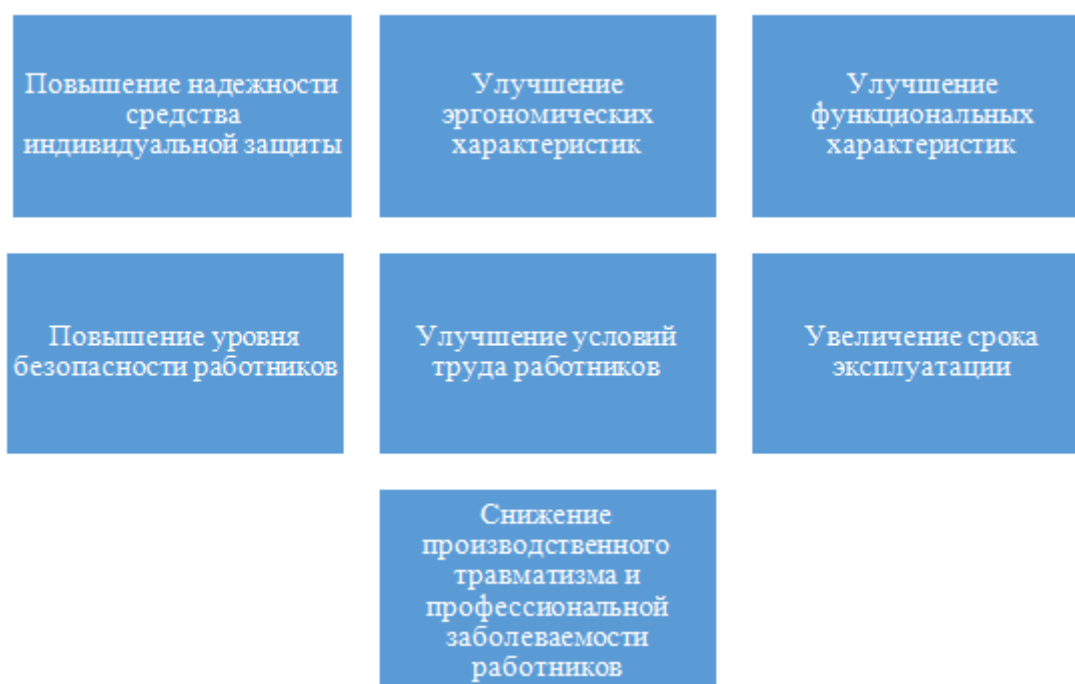 Повышение надежности
средства
индивидуальной защиты
Улучшение
эргономических
характеристик
Улучшение
функциональных
характеристик
Повышение уровня
безопасности работников
Улучшение условий
труда работников
Увеличение срока
эксплуатации
Снижение
производственного
травматизма и
профессиональной
заболеваемости
работников